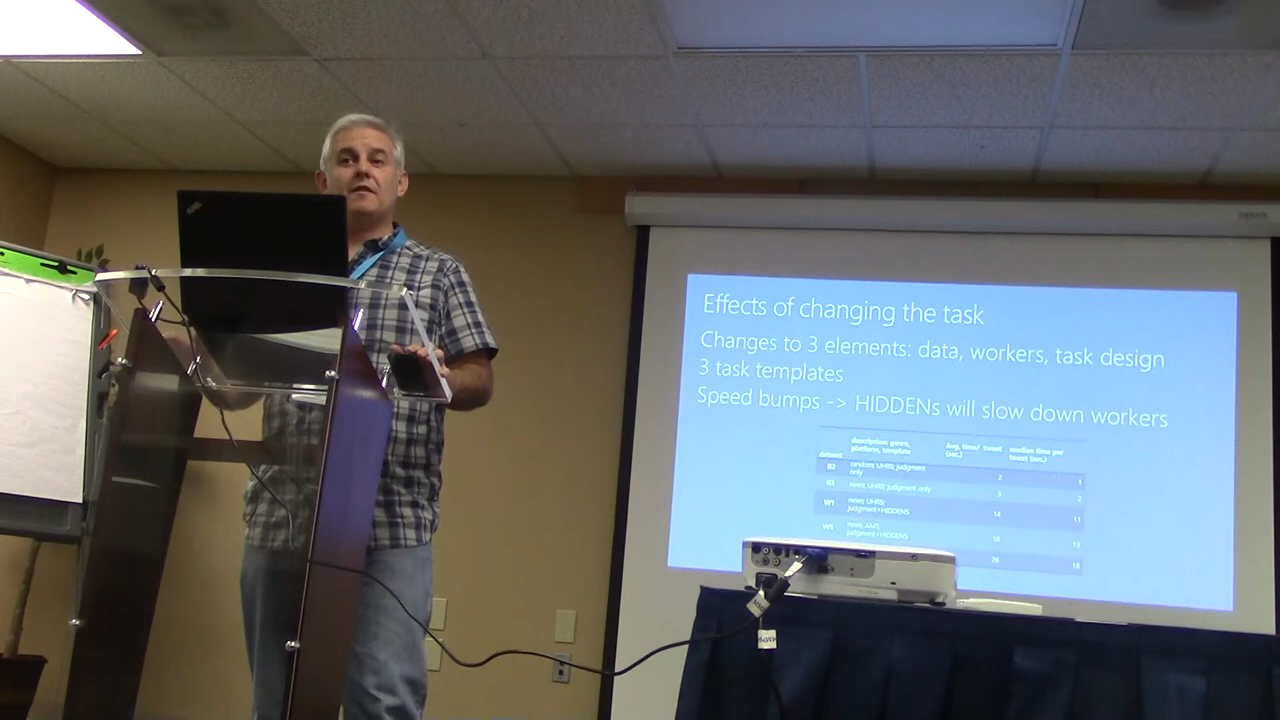 Effects of changing the task
Changes to 3 elements: data, workers, task design
3 task templates
Speed bumps -> HIDDENs will slow down workers
dataset description: genre, platform, template Avg. time/ tweet (sec.) median time per tweet (sec.)
B2 random; UHRS; judgment only 2 1
G3 news; UHRS; judgment only 3 2
W1 news; UHRS; judgment+HIDDENS 14 11
W5 news; AMT; judgment+HIDDENS 18 13
26 18